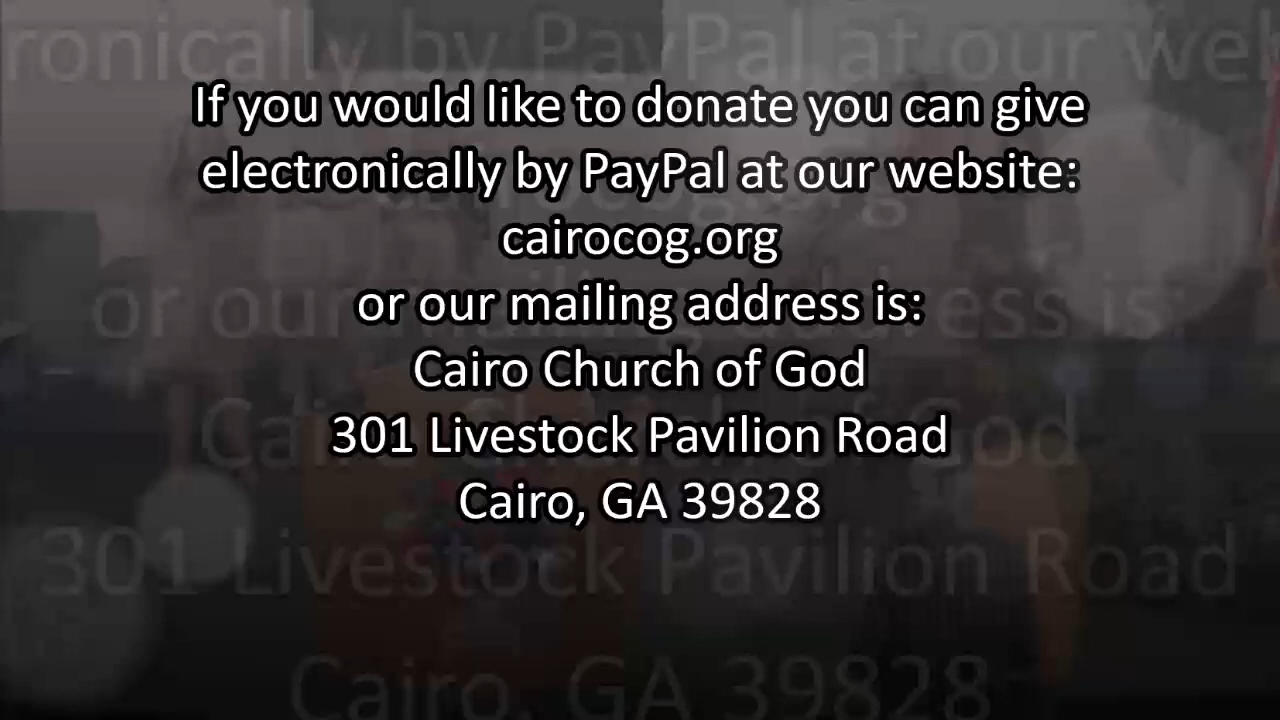 If you would like to donate you can give
electronically by PayPal at our website:
cairocog.org
or our mailing address is:
Cairo Church of God
301 Livestock Pavilion Road
Cairo, GA 39828